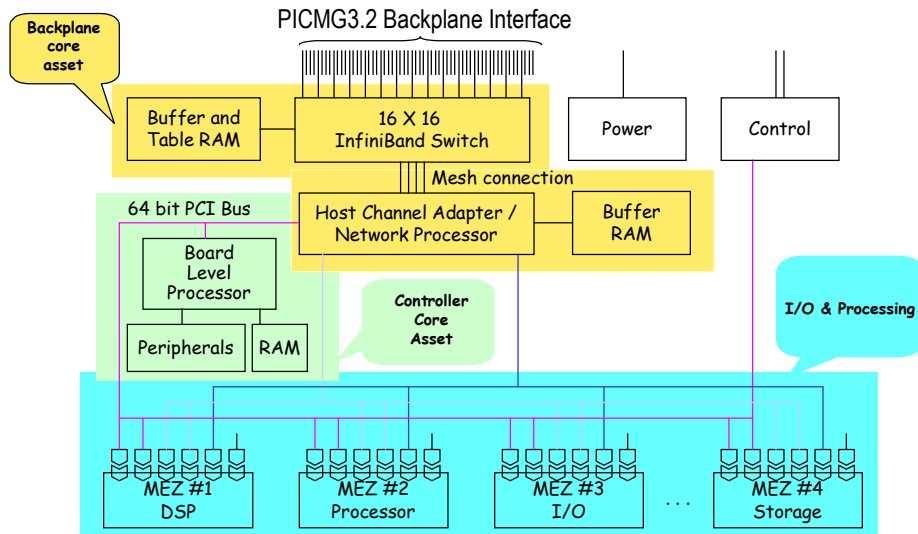 PICMG3.2 Backplane Interface
Backplane
core
asset
Buffer and
Table RAM
16 X 16
InfiniBand Switch
Power
Control
Mesh connection
64 bit PCI Bus
Host Channel Adapter /
Network Processor
Buffer
RAM
Board
Level
Processor
Peripherals
RAM
Controller
Core
Asset
I/O & Processing
MEZ #1
DSP
MEZ #2
Processor
MEZ #3
I/O
. . .
MEZ #4
Storage